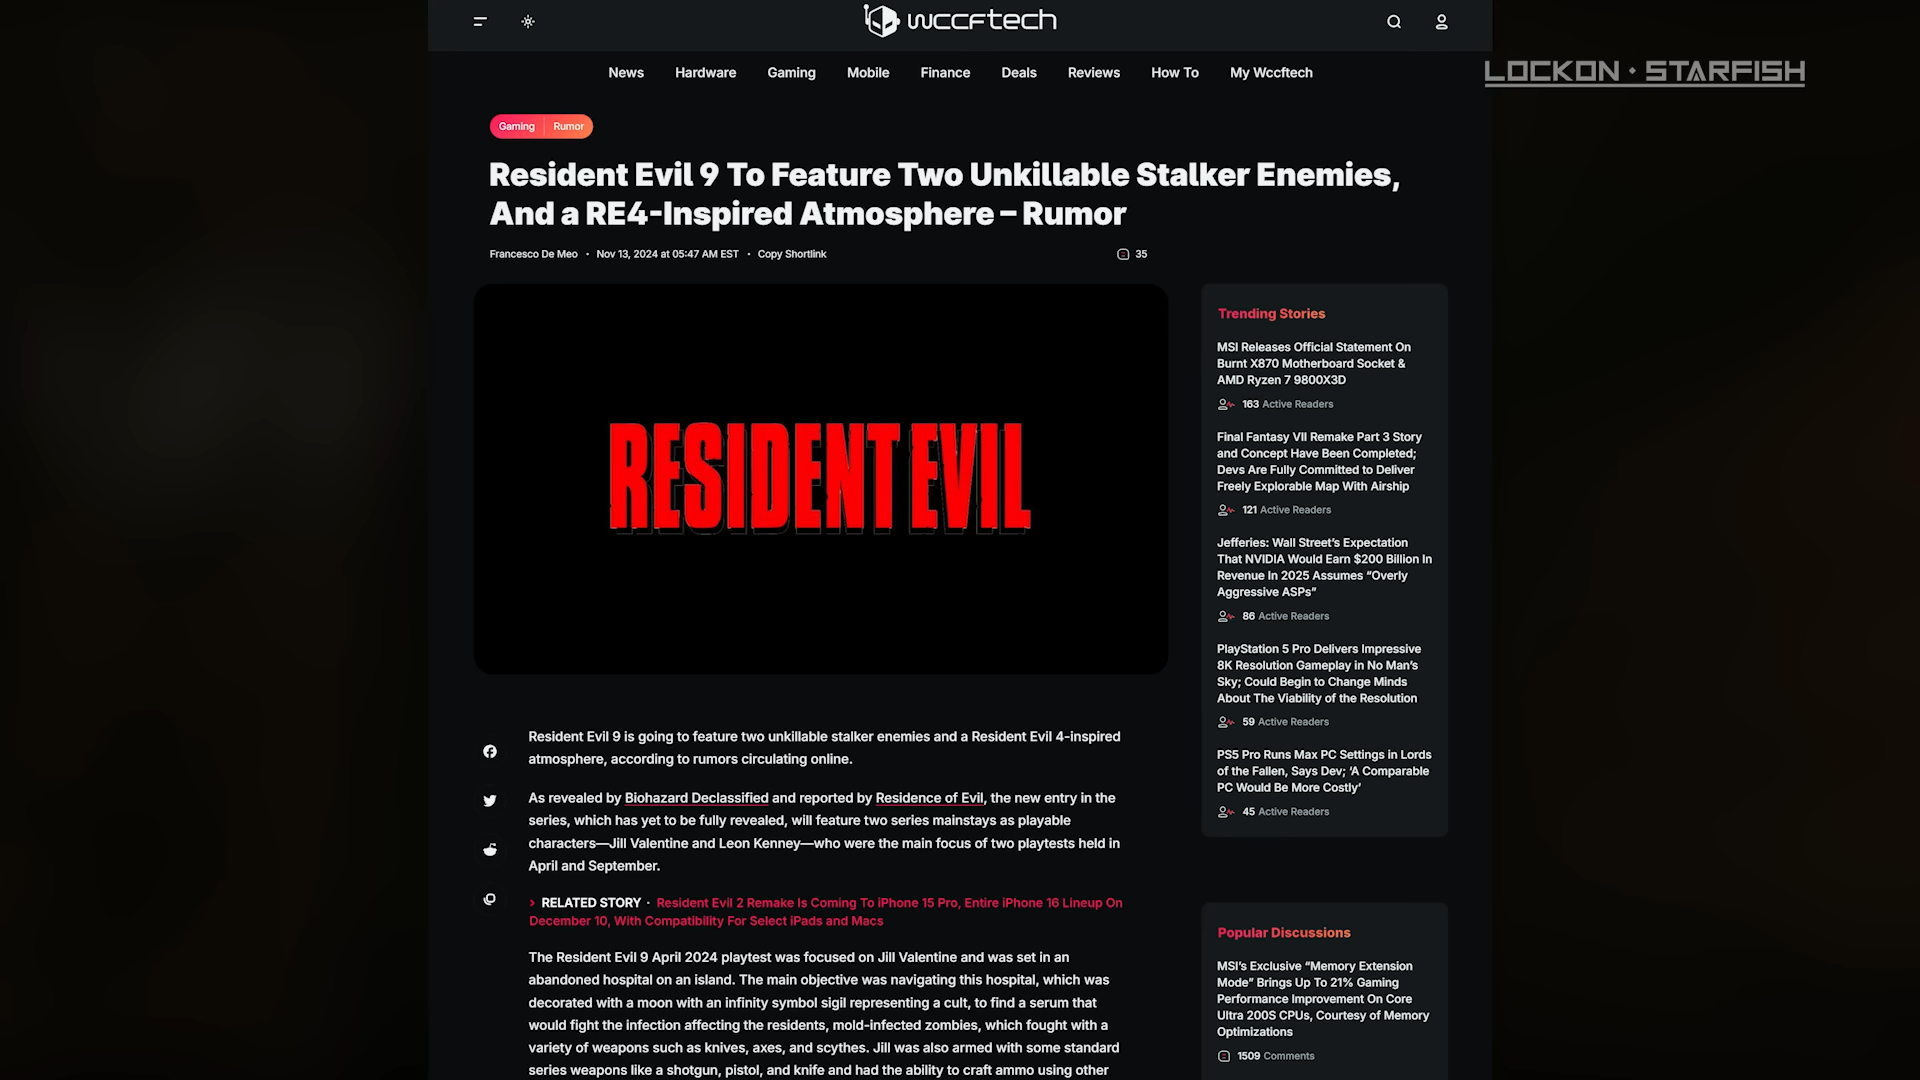 wccftech
LOCKON · STARFISH
News Hardware Gaming Mobile Finance Deals Reviews How To My Wccftech
Gaming Rumor
Resident Evil 9 To Feature Two Unkillable Stalker Enemies,
And a RE4-Inspired Atmosphere – Rumor
Francesco De Meo • Nov 13, 2024 at 05:47 AM EST • Copy Shortlink
35
RESIDENT EVIL
Resident Evil 9 is going to feature two unkillable stalker enemies and a Resident Evil 4-inspired
atmosphere, according to rumors circulating online.
As revealed by Biohazard Declassified and reported by Residence of Evil, the new entry in the
series, which has yet to be fully revealed, will feature two series mainstays as playable
characters—Jill Valentine and Leon Kenney—who were the main focus of two playtests held in
April and September.
› RELATED STORY · Resident Evil 2 Remake Is Coming To iPhone 15 Pro, Entire iPhone 16 Lineup On
December 10, With Compatibility For Select iPads and Macs
The Resident Evil 9 April 2024 playtest was focused on Jill Valentine and was set in an
abandoned hospital on an island. The main objective was navigating this hospital, which was
decorated with a moon with an infinity symbol sigil representing a cult, to find a serum that
would fight the infection affecting the residents, mold-infected zombies, which fought with a
variety of weapons such as knives, axes, and scythes. Jill was also armed with some standard
series weapons like a shotgun, pistol, and knife and had the ability to craft ammo using other
Trending Stories
MSI Releases Official Statement On
Burnt X870 Motherboard Socket &
AMD Ryzen 7 9800X3D
163 Active Readers
Final Fantasy VII Remake Part 3 Story
and Concept Have Been Completed;
Devs Are Fully Committed to Deliver
Freely Explorable Map With Airship
121 Active Readers
Jefferies: Wall Street’s Expectation
That NVIDIA Would Earn $200 Billion In
Revenue In 2025 Assumes “Overly
Aggressive ASPs”
86 Active Readers
PlayStation 5 Pro Delivers Impressive
8K Resolution Gameplay in No Man’s
Sky; Could Begin to Change Minds
About The Viability of the Resolution
59 Active Readers
PS5 Pro Runs Max PC Settings in Lords
of the Fallen, Says Dev; ‘A Comparable
PC Would Be More Costly’
45 Active Readers
Popular Discussions
MSI’s Exclusive “Memory Extension
Mode” Brings Up To 21% Gaming
Performance Improvement On Core
Ultra 200S CPUs, Courtesy of Memory
Optimizations
1509 Comments